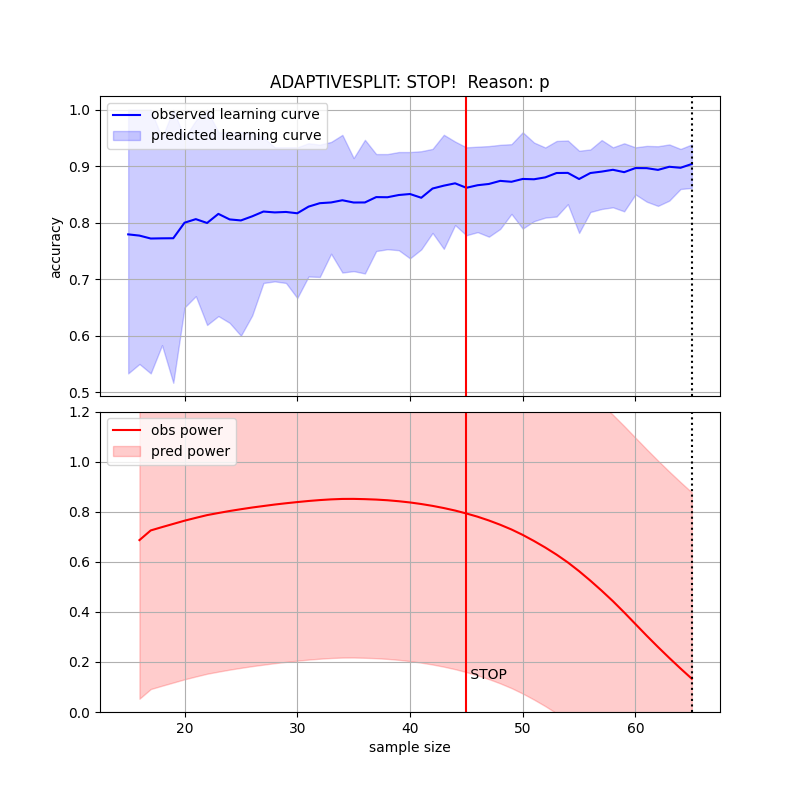 ADAPTIVESPLIT: STOP!  Reason: p
observed learning curve
predicted learning curve
accuracy
1.0
0.9
0.8
0.7
0.6
0.5
obs power
pred power
1.2
1.0
0.8
0.6
0.4
0.2
0.0
STOP
20 30 40 50 60
sample size